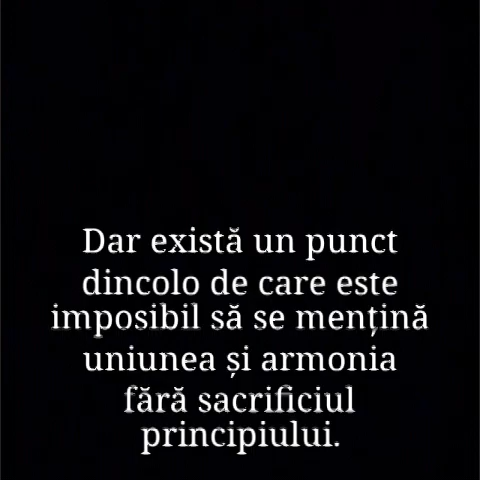 Dar există un punct
dincolo de care este
imposibil să se mențină
uniunea și armonia
fără sacrificiul
principiului.